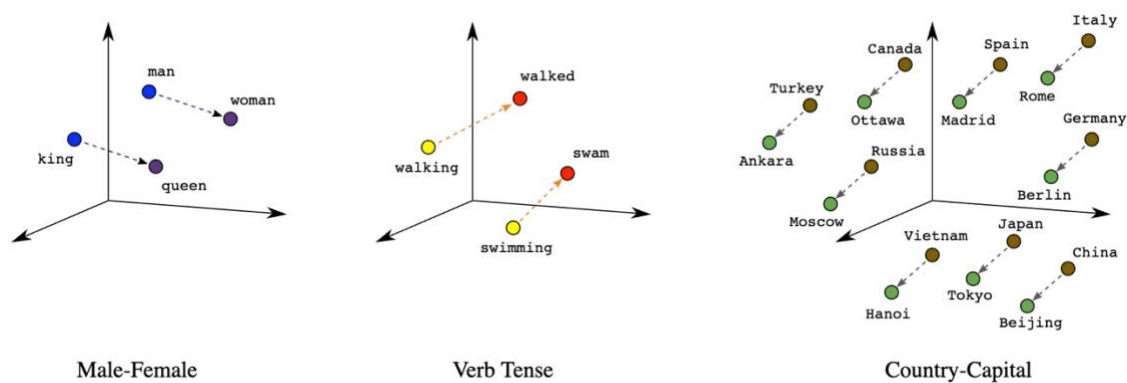 man
woman
king
queen
Male-Female
walked
walking
swam
swimming
Verb Tense
Italy
Canada
Spain
Rome
Turkey
Ottawa
Madrid
Germany
Ankara
Russia
Berlin
Moscow
Vietnam
Japan
China
Tokyo
Hanoi
Beijing
Country-Capital